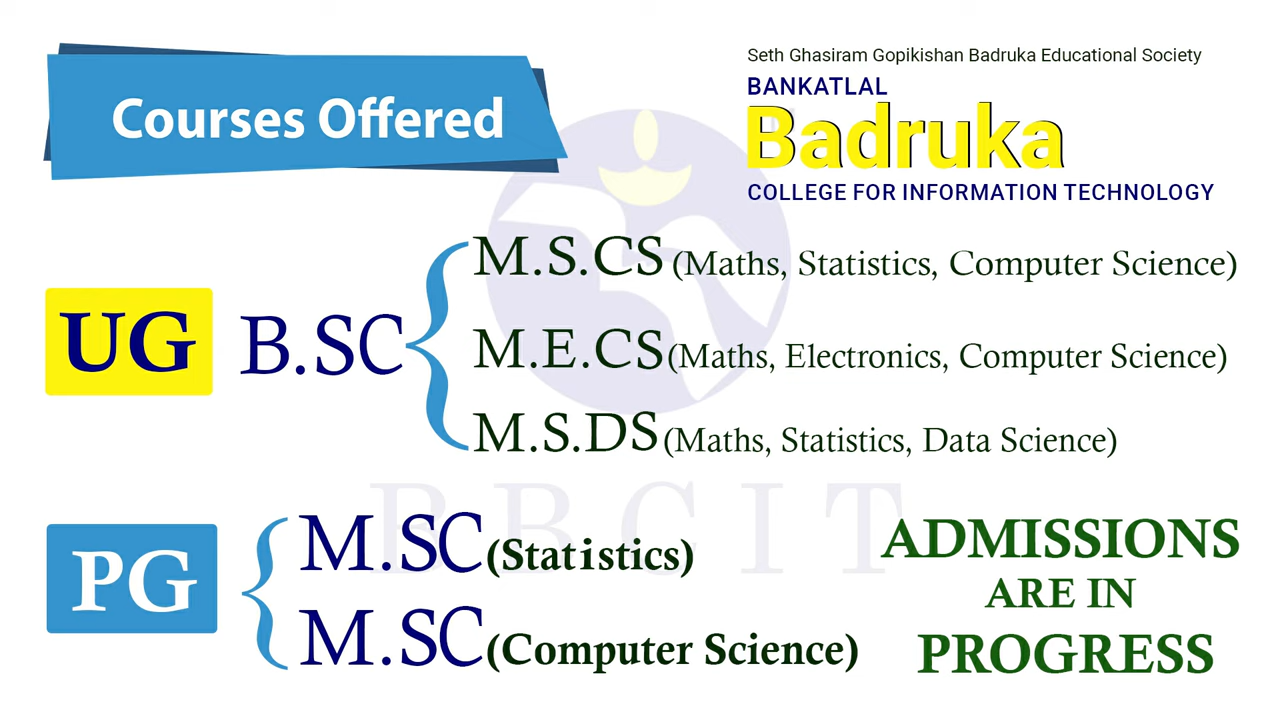 Courses Offered
Seth Ghasiram Gopikishan Badruka Educational Society
BANKATLAL
Badruka
COLLEGE FOR INFORMATION TECHNOLOGY
UG B.SC
M.S.CS (Maths, Statistics, Computer Science)
M.E.CS(Maths, Electronics, Computer Science)
M.S.DS(Maths, Statistics, Data Science)
BBCIT
PG
M.SC(Statistics)
M.SC(Computer Science)
ADMISSIONS
ARE IN
PROGRESS